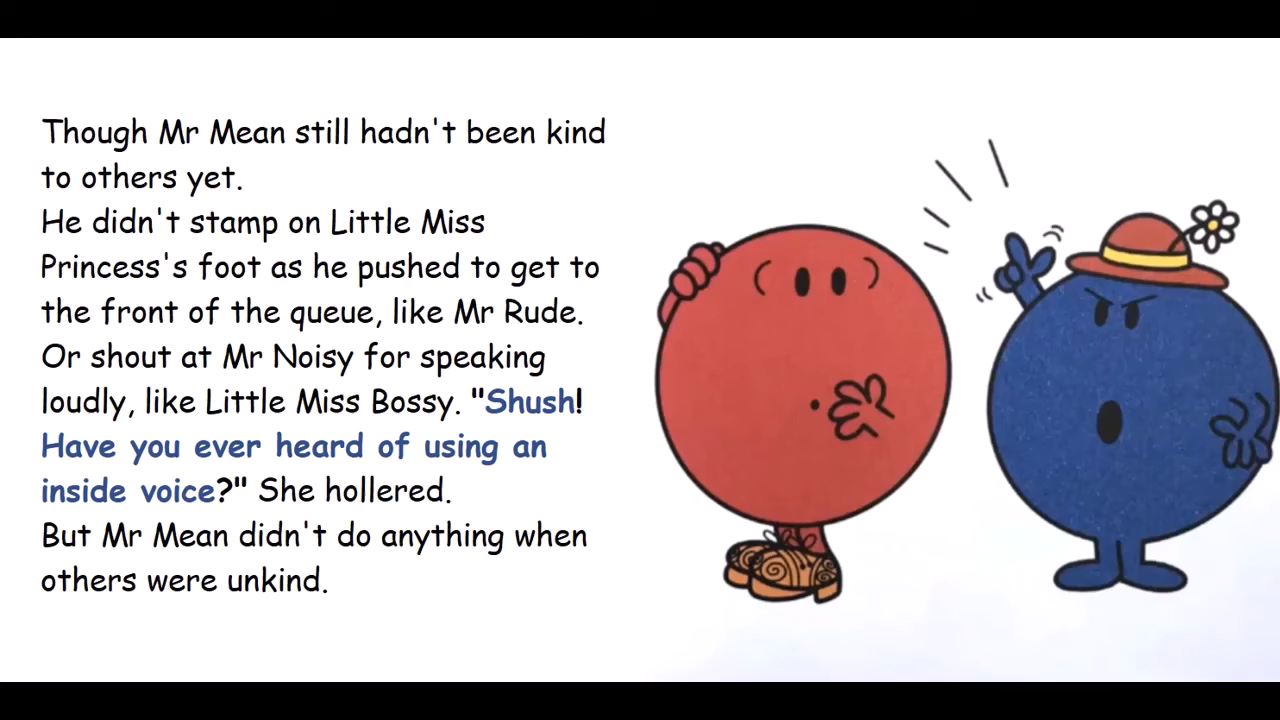 Though Mr Mean still hadn't been kind
to others yet.
He didn't stamp on Little Miss
Princess's foot as he pushed to get to
the front of the queue, like Mr Rude.
Or shout at Mr Noisy for speaking
loudly, like Little Miss Bossy. "Shush!
Have you ever heard of using an
inside voice?" She hollered.
But Mr Mean didn't do anything when
others were unkind.